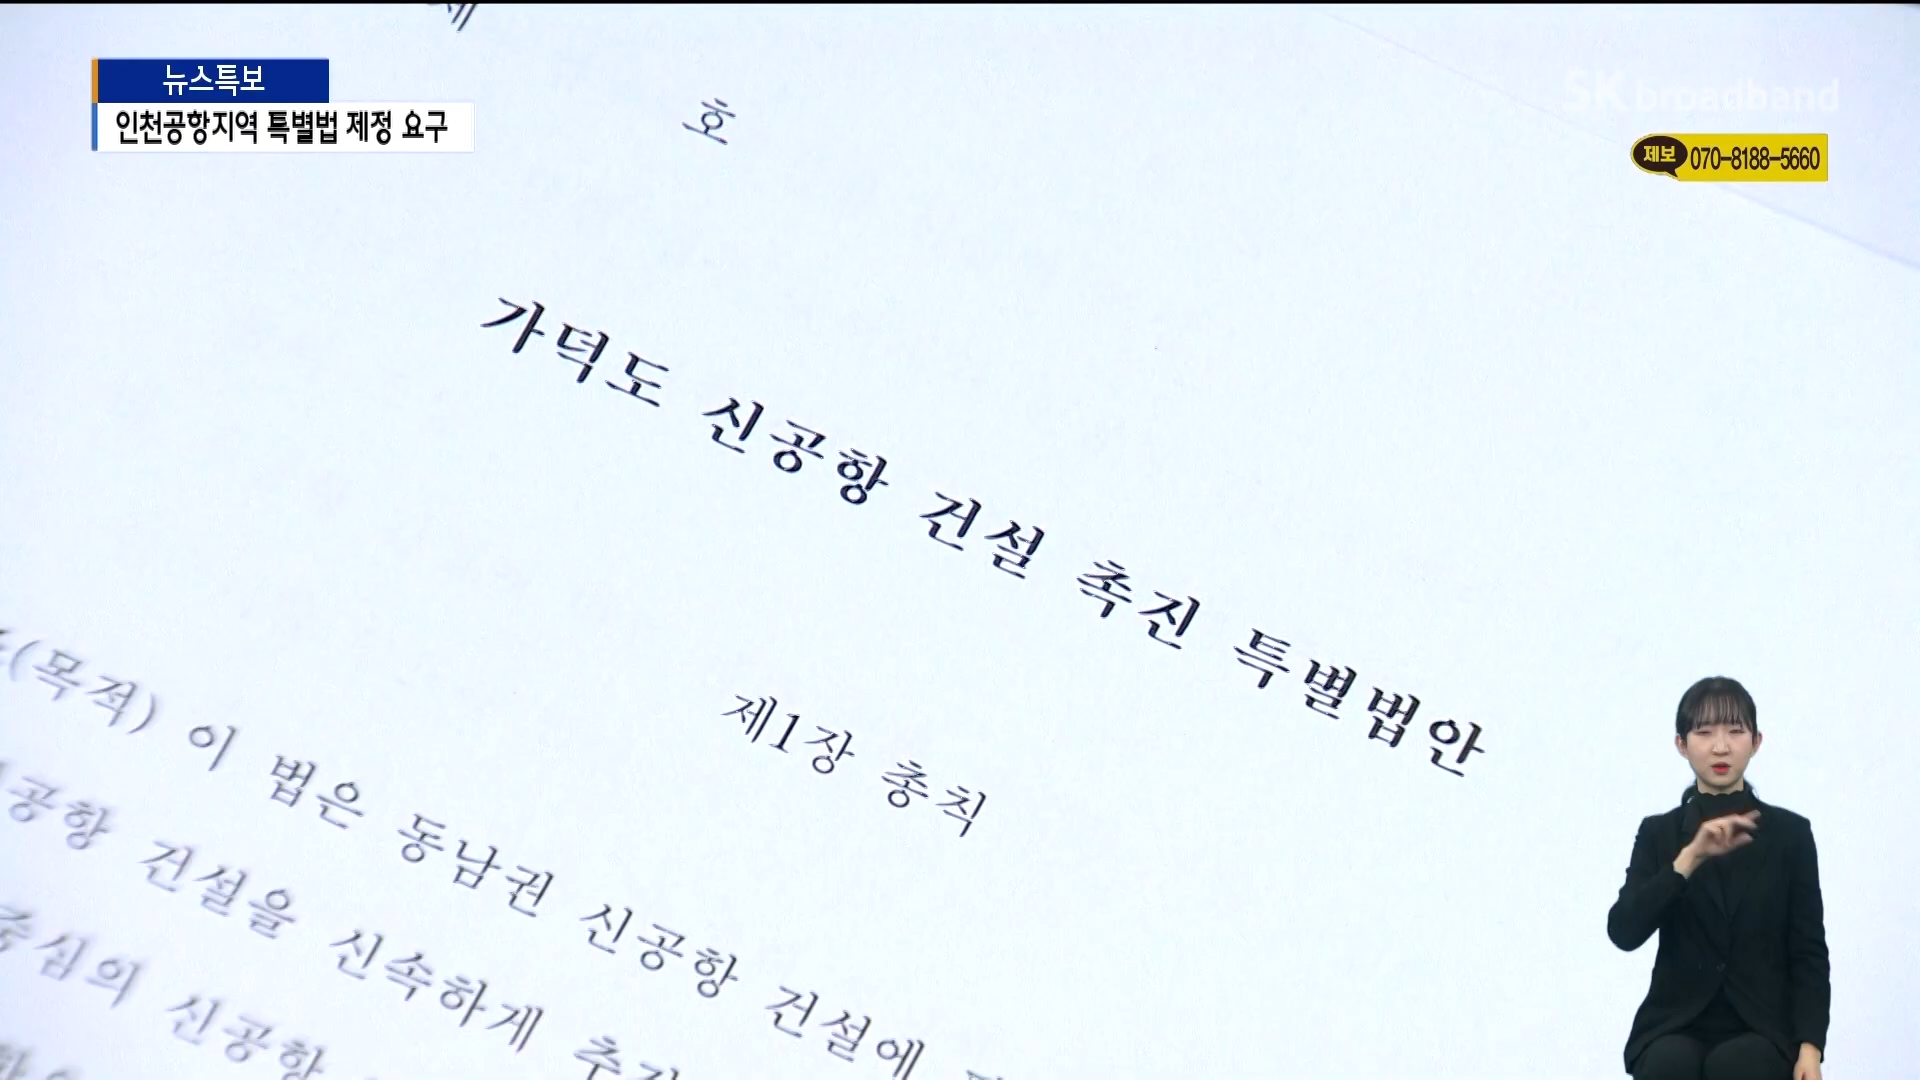 뉴스특보
인천공항지역 특별법 제정 요구
SK broadband
제보 070-8188-5660
호
가덕도 신공항 건설 촉진 특별법안
제1장 총칙
(목적) 이 법은 동남권 신공항 건설에
공항 건설을 신속하게
중심의 신공항